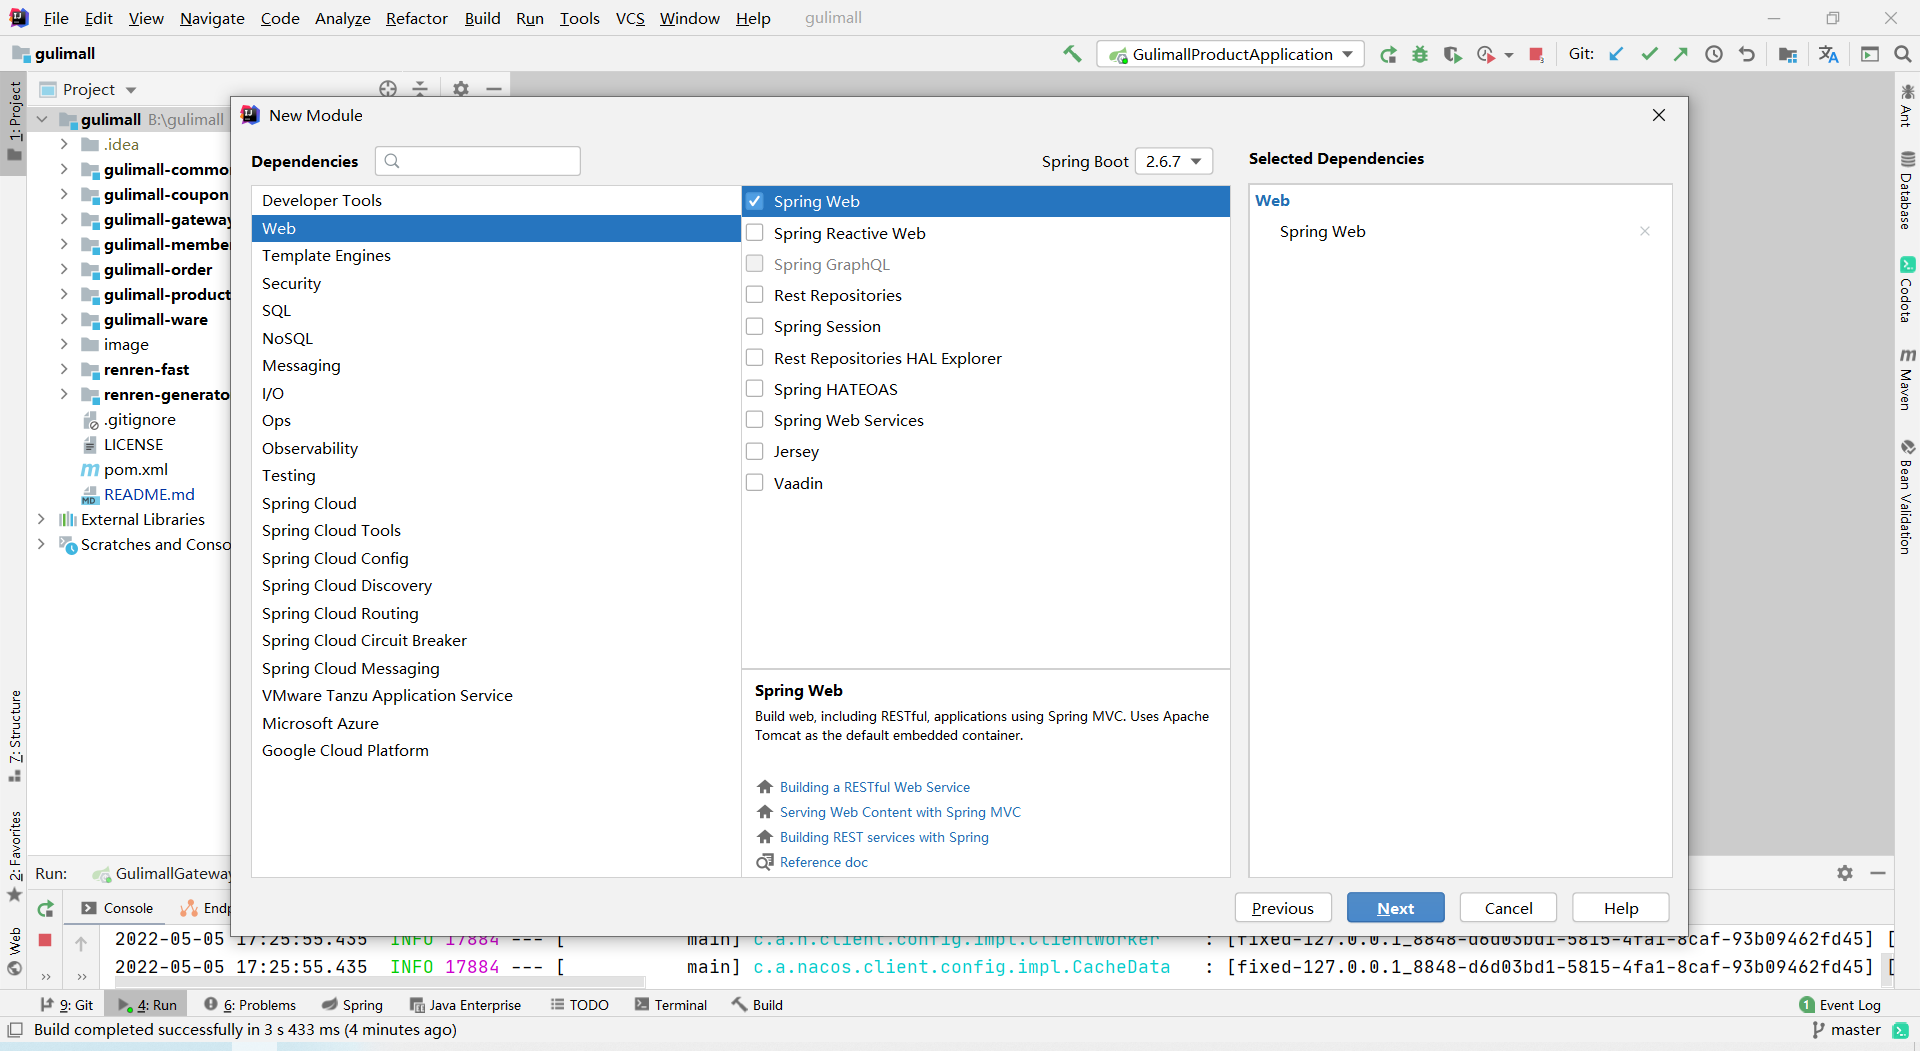 File Edit View Navigate Code Analyze Refactor Build Run Tools VCS Window Help gulimall
gulimall
GulimallProductApplication
Git:
1: Project
Project
gulimall B:\gulimall
.idea
gulimall-commo
gulimall-coupon
gulimall-gateway
gulimall-membe
gulimall-order
gulimall-product
gulimall-ware
image
renren-fast
renren-generato
.gitignore
LICENSE
pom.xml
README.md
External Libraries
Scratches and Conso
7: Structure
2: Favorites
Web
New Module
Dependencies
Spring Boot 2.6.7
Developer Tools
Web
Template Engines
Security
SQL
NoSQL
Messaging
I/O
Ops
Observability
Testing
Spring Cloud
Spring Cloud Tools
Spring Cloud Config
Spring Cloud Discovery
Spring Cloud Routing
Spring Cloud Circuit Breaker
Spring Cloud Messaging
VMware Tanzu Application Service
Microsoft Azure
Google Cloud Platform
Spring Web
Spring Reactive Web
Spring GraphQL
Rest Repositories
Spring Session
Rest Repositories HAL Explorer
Spring HATEOAS
Spring Web Services
Jersey
Vaadin
Spring Web
Build web, including RESTful, applications using Spring MVC. Uses Apache
Tomcat as the default embedded container.
Building a RESTful Web Service
Serving Web Content with Spring MVC
Building REST services with Spring
Reference doc
Selected Dependencies
Web
Spring Web
Previous Next Cancel Help
Ant
Database
Codota
Maven
Bean Validation
Run: GulimallGateway
Console Endp
2022-05-05 17:25:55.435 INFO 17884 --- [ main] c.a.n.client.config.impl.ClientWorker : [fixed-127.0.0.1_8848-d6d03bd1-5815-4fa1-8caf-93b09462fd45] [
2022-05-05 17:25:55.435 INFO 17884 --- [ main] c.a.nacos.client.config.impl.CacheData : [fixed-127.0.0.1_8848-d6d03bd1-5815-4fa1-8caf-93b09462fd45] [
9: Git 4: Run 6: Problems Spring Java Enterprise TODO Terminal Build 1 Event Log
Build completed successfully in 3 s 433 ms (4 minutes ago) master